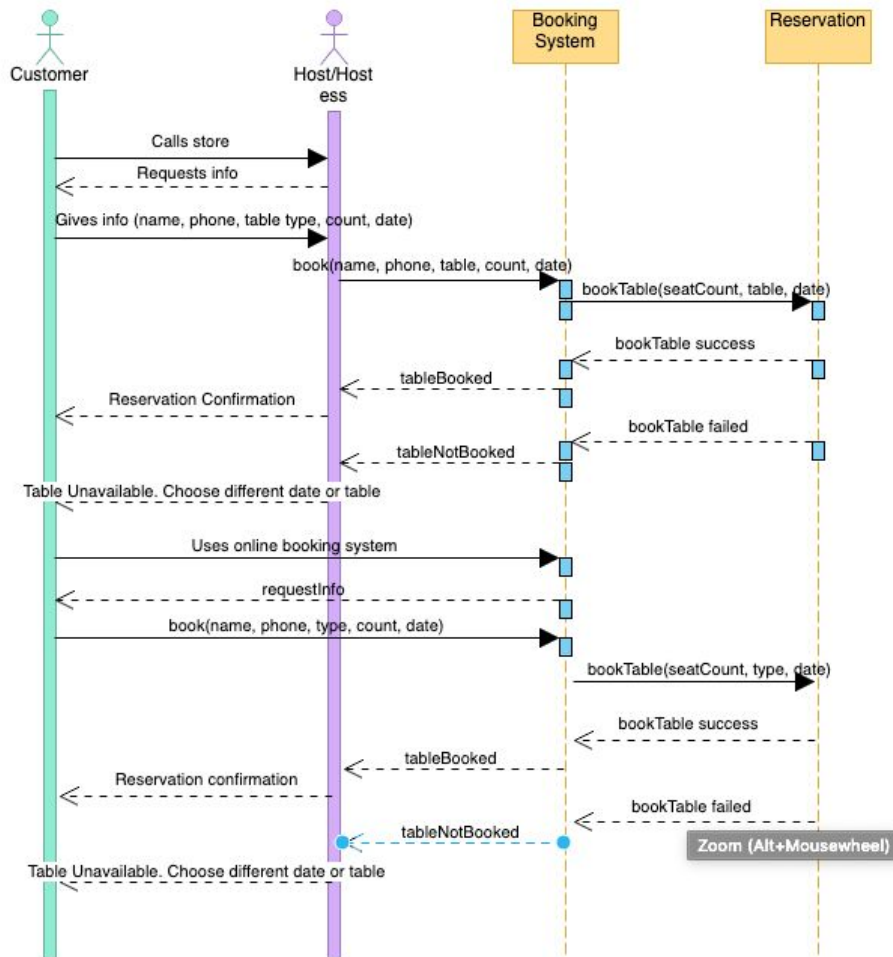 Customer
Host/Host
ess
Booking
System
Reservation
Calls store
Requests info
Gives info (name, phone, table type, count, date)
book(name, phone, table, count, date)
bookTable(seatCount, table, date)
bookTable success
tableBooked
Reservation Confirmation
bookTable failed
tableNotBooked
Table Unavailable. Choose different date or table
Uses online booking system
requestInfo
book(name, phone, type, count, date)
bookTable(seatCount, type, date)
bookTable success
tableBooked
Reservation confirmation
bookTable failed
tableNotBooked
Zoom (Alt+Mousewheel)
Table Unavailable. Choose different date or table